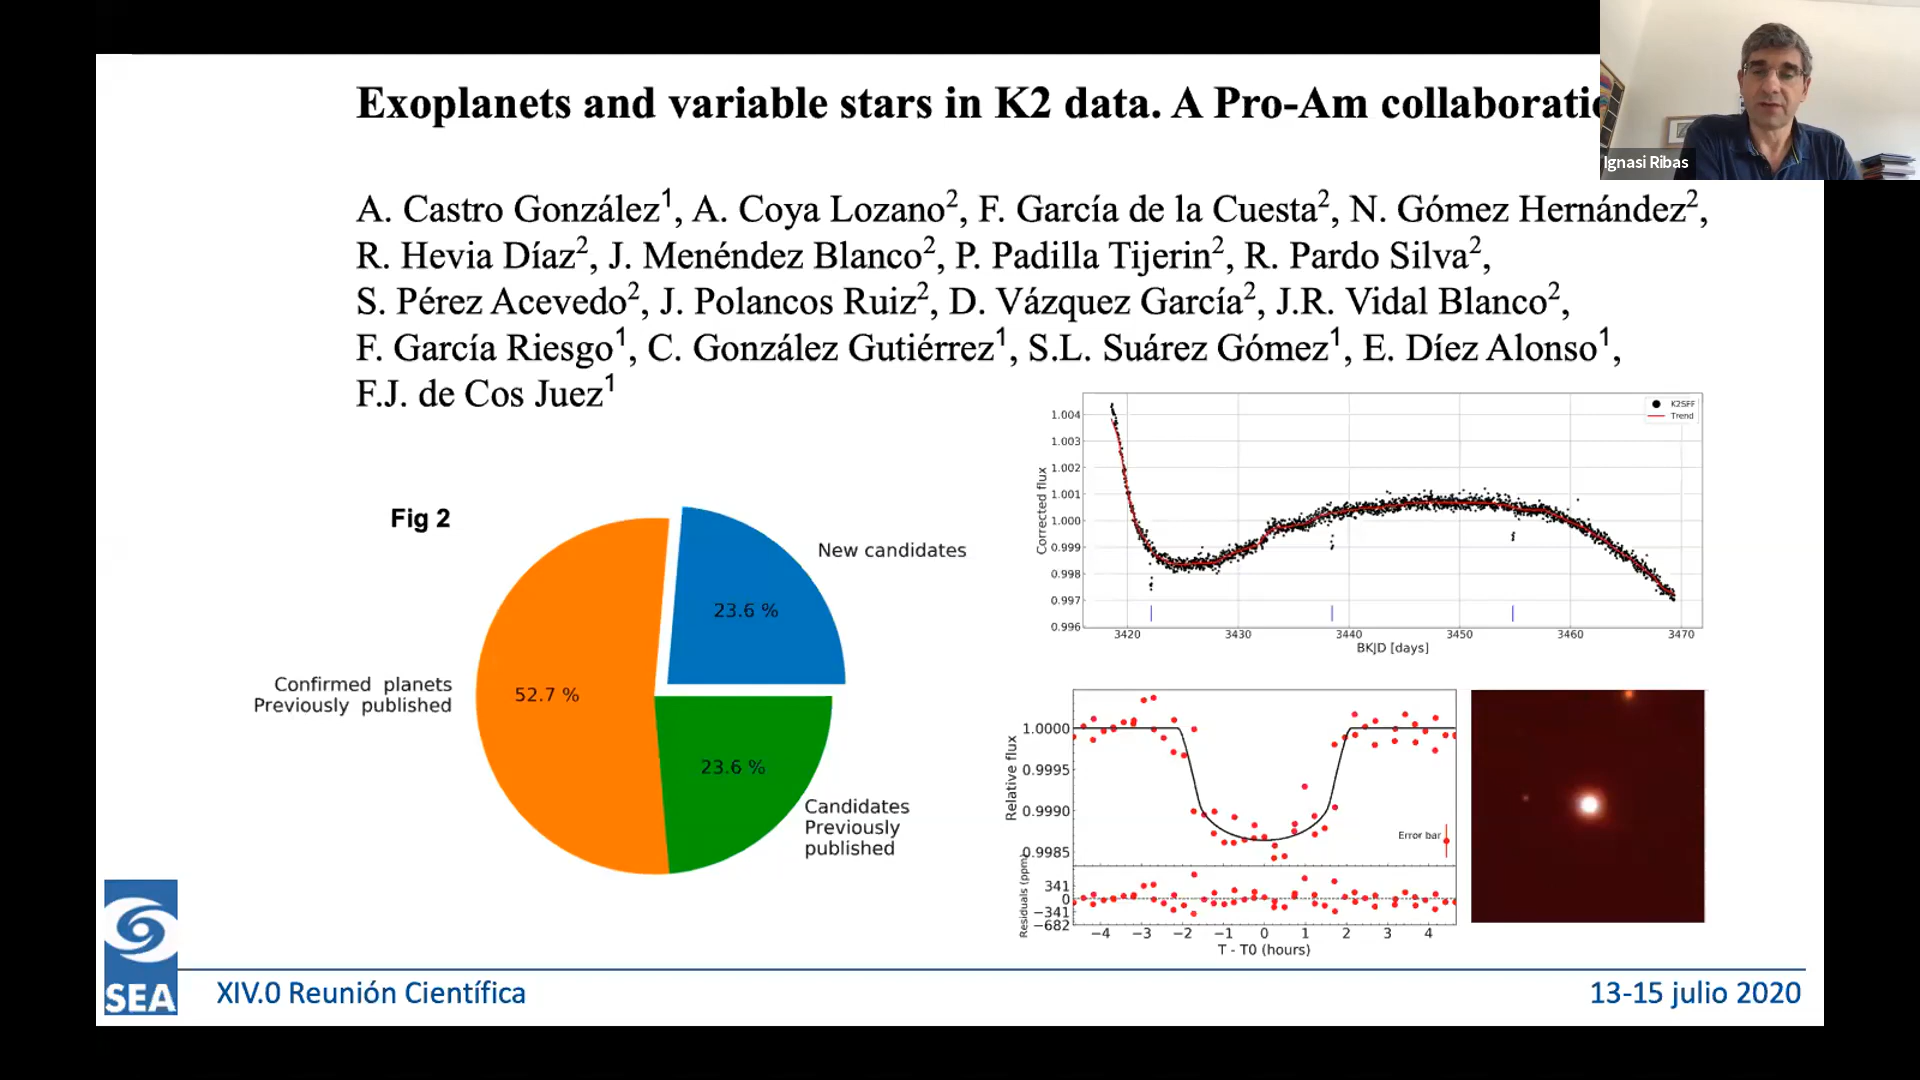 Exoplanets and variable stars in K2 data. A Pro-Am collaboratio
Ignasi Ribas
A. Castro González¹, A. Coya Lozano², F. García de la Cuesta², N. Gómez Hernández²,
R. Hevia Díaz², J. Menéndez Blanco², P. Padilla Tijerin², R. Pardo Silva²,
S. Pérez Acevedo², J. Polancos Ruiz², D. Vázquez García², J.R. Vidal Blanco²,
F. García Riesgo¹, C. González Gutiérrez¹, S.L. Suárez Gómez¹, E. Díez Alonso¹,
F.J. de Cos Juez¹
Fig 2
New candidates
23.6 %
Confirmed planets
Previously published
52.7 %
23.6 %
Candidates
Previously
published
K2SFF
Trend
Corrected flux
1.004
1.003
1.002
1.001
1.000
0.999
0.998
0.997
0.996
3420 3430 3440 3450 3460 3470
BKJD [days]
Relative flux
1.0000
0.9995
0.9990
0.9985
Error bar
Residuals (ppm)
341
0
−341
−682
−4 −3 −2 −1 0 1 2 3 4
T - T0 (hours)
SEA
XIV.0 Reunión Científica
13-15 julio 2020